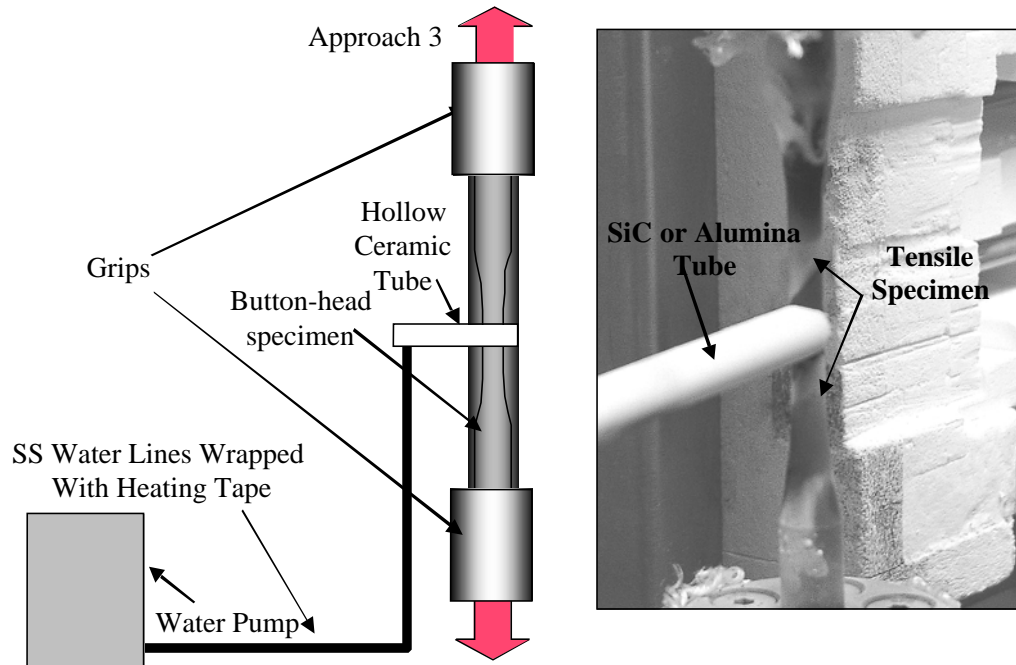 Approach 3
Hollow
Ceramic
Tube
Grips
Button-head
specimen
SS Water Lines Wrapped
With Heating Tape
Water Pump
SiC or Alumina
Tube
Tensile
Specimen